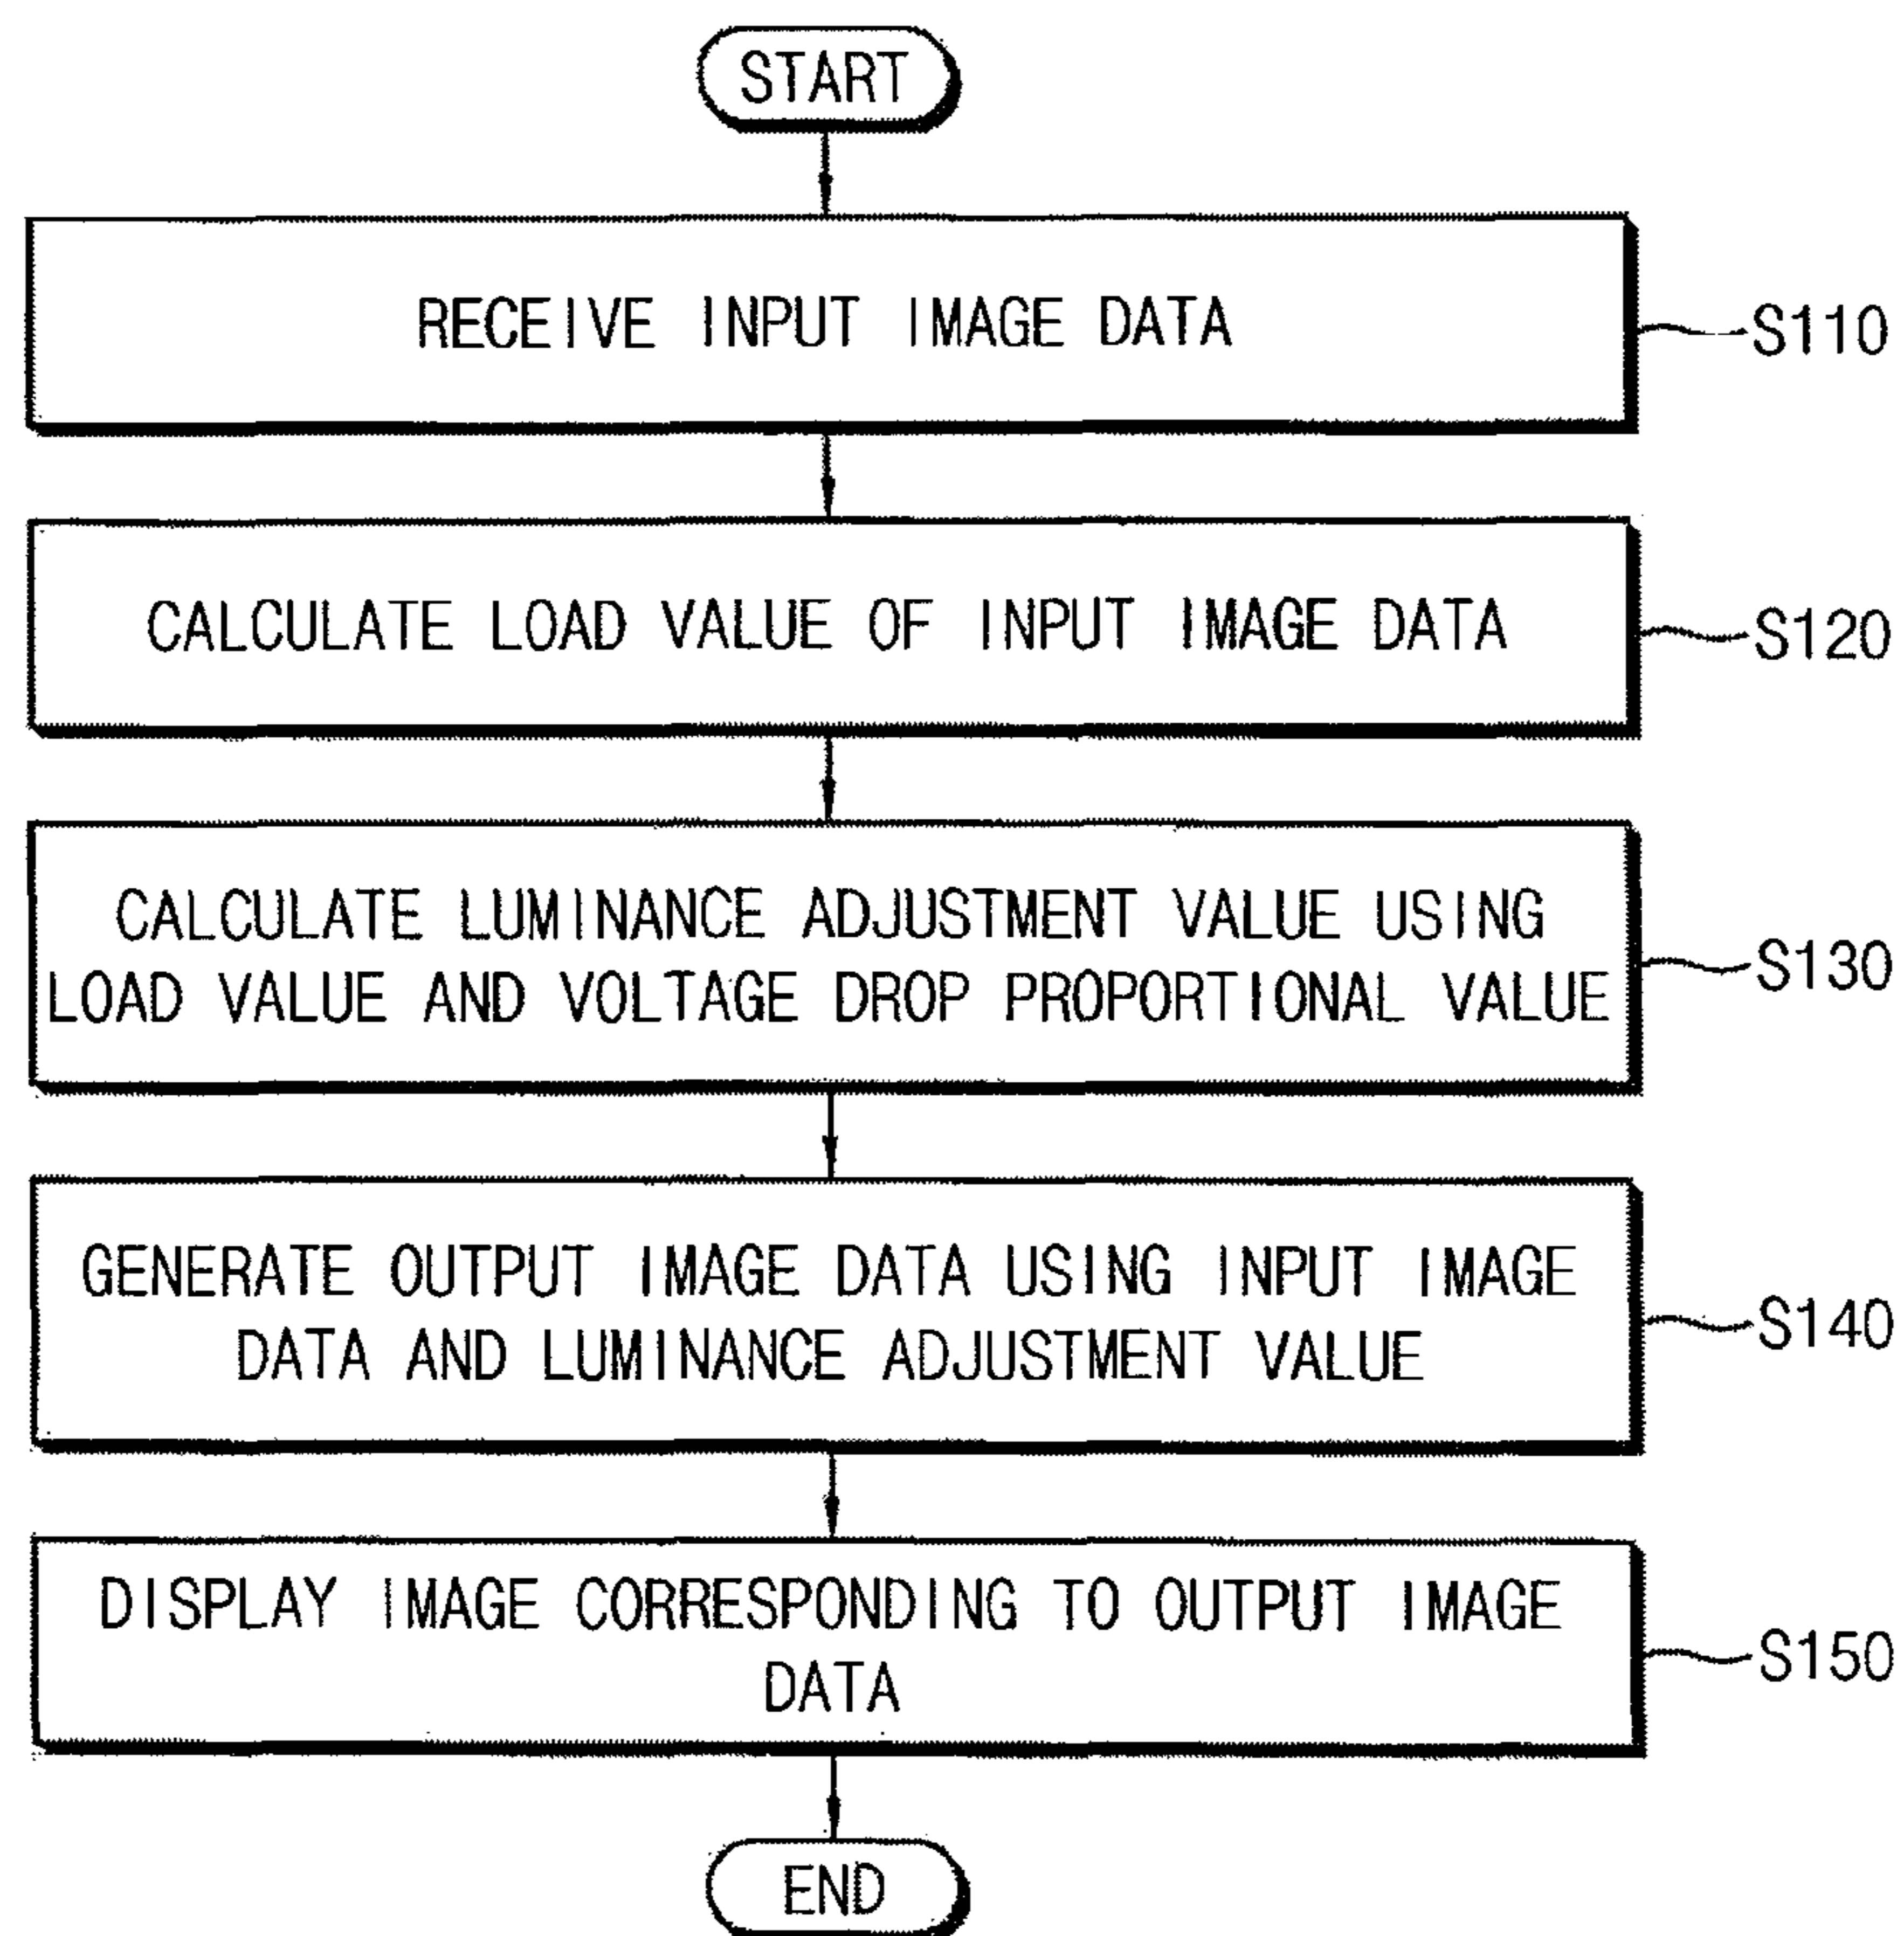 START
RECEIVE INPUT IMAGE DATA
S110
CALCULATE LOAD VALUE OF INPUT IMAGE DATA
S120
CALCULATE LUMINANCE ADJUSTMENT VALUE USING
LOAD VALUE AND VOLTAGE DROP PROPORTIONAL VALUE
S130
GENERATE OUTPUT IMAGE DATA USING INPUT IMAGE
DATA AND LUMINANCE ADJUSTMENT VALUE
S140
DISPLAY IMAGE CORRESPONDING TO OUTPUT IMAGE
DATA
S150
END